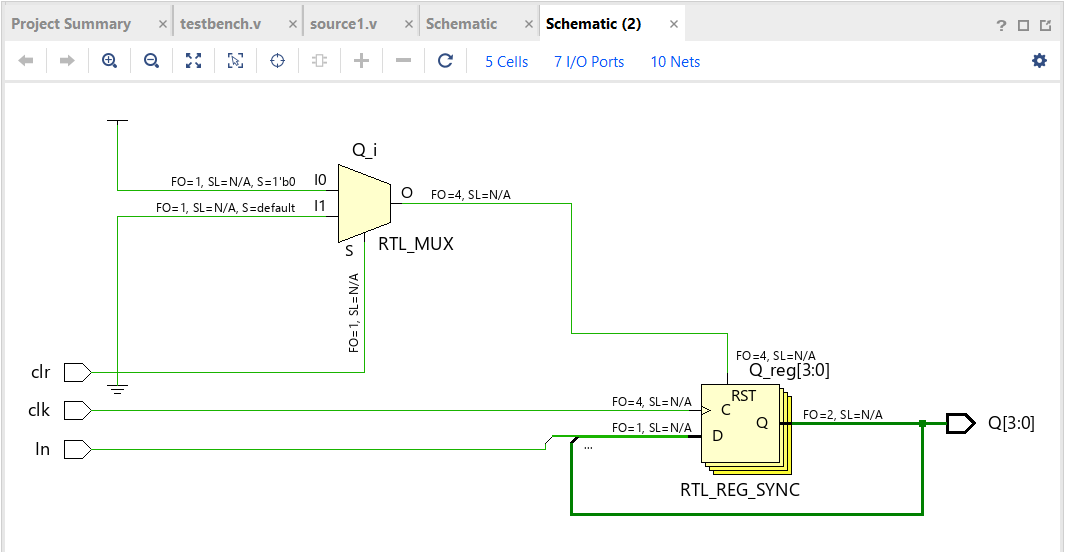 Project Summary × testbench.v × source1.v × Schematic × Schematic (2) × ?
5 Cells 7 I/O Ports 10 Nets
Q_i
FO=1, SL=N/A, S=1'b0 I0
O FO=4, SL=N/A
FO=1, SL=N/A, S=default I1
S RTL_MUX
FO=1, SL=N/A
FO=4, SL=N/A
clr
Q_reg[3:0]
RST
clk FO=4, SL=N/A C
Q FO=2, SL=N/A Q[3:0]
FO=1, SL=N/A D
In ...
RTL_REG_SYNC